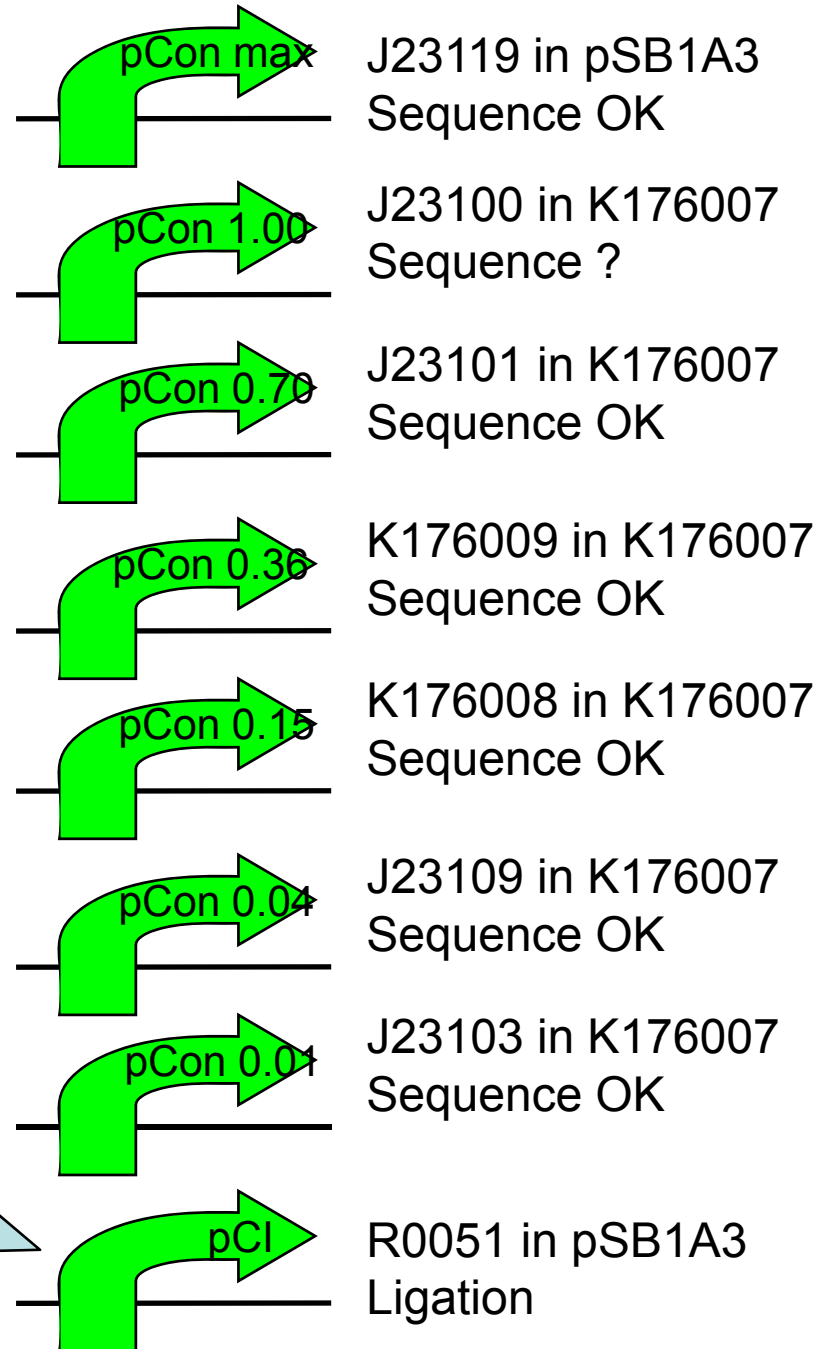 pCon max
J23119 in pSB1A3
Sequence OK
pCon 1.00
J23100 in K176007
Sequence ?
pCon 0.70
J23101 in K176007
Sequence OK
pCon 0.36
K176009 in K176007
Sequence OK
pCon 0.15
K176008 in K176007
Sequence OK
pCon 0.04
J23109 in K176007
Sequence OK
pCon 0.01
J23103 in K176007
Sequence OK
pCI
R0051 in pSB1A3
Ligation